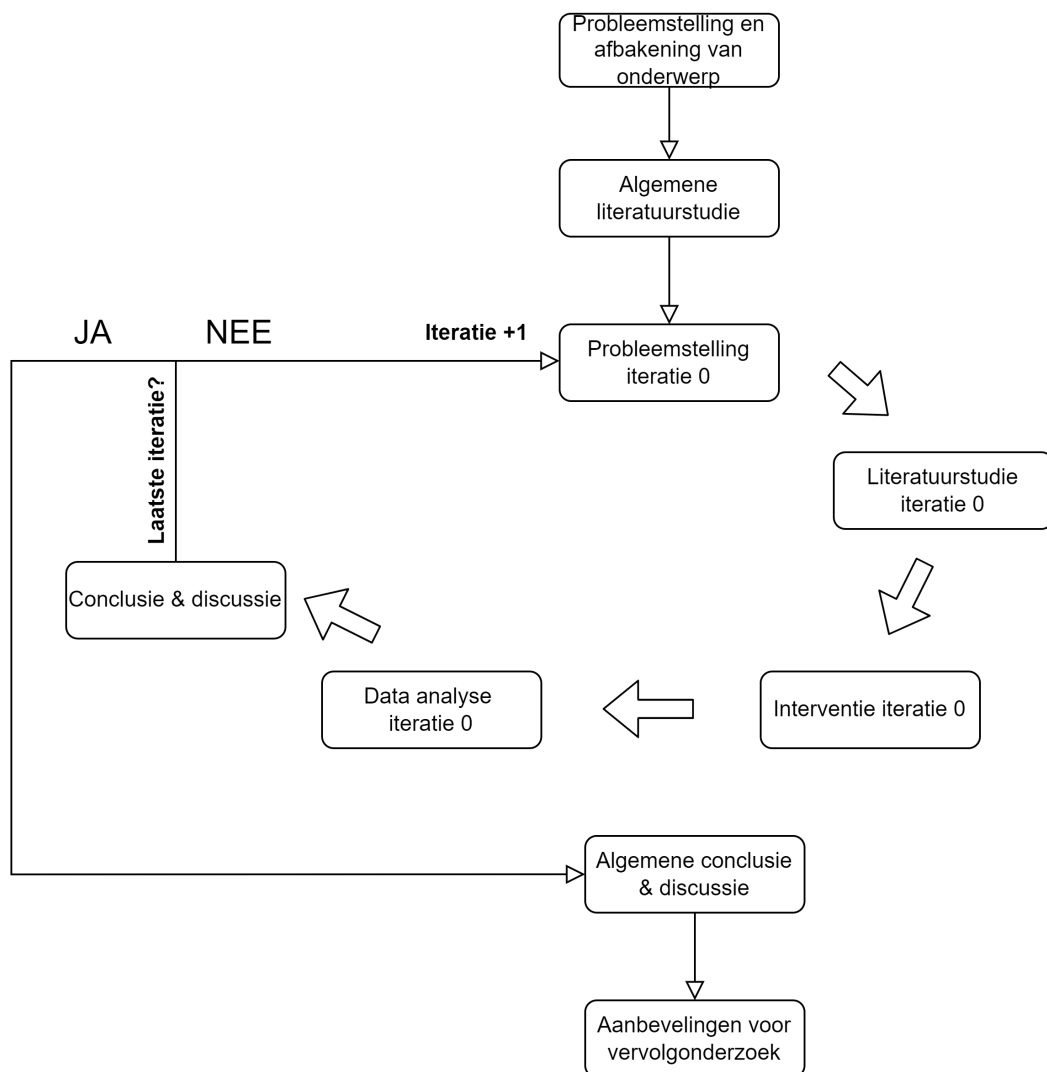 Probleemstelling en
afbakening van
onderwerp
Algemene
literatuurstudie
JA
NEE
Iteratie +1
Probleemstelling
iteratie 0
Laatste iteratie?
Literatuurstudie
iteratie 0
Conclusie & discussie
Data analyse
iteratie 0
Interventie iteratie 0
Algemene conclusie
& discussie
Aanbevelingen voor
vervolgonderzoek